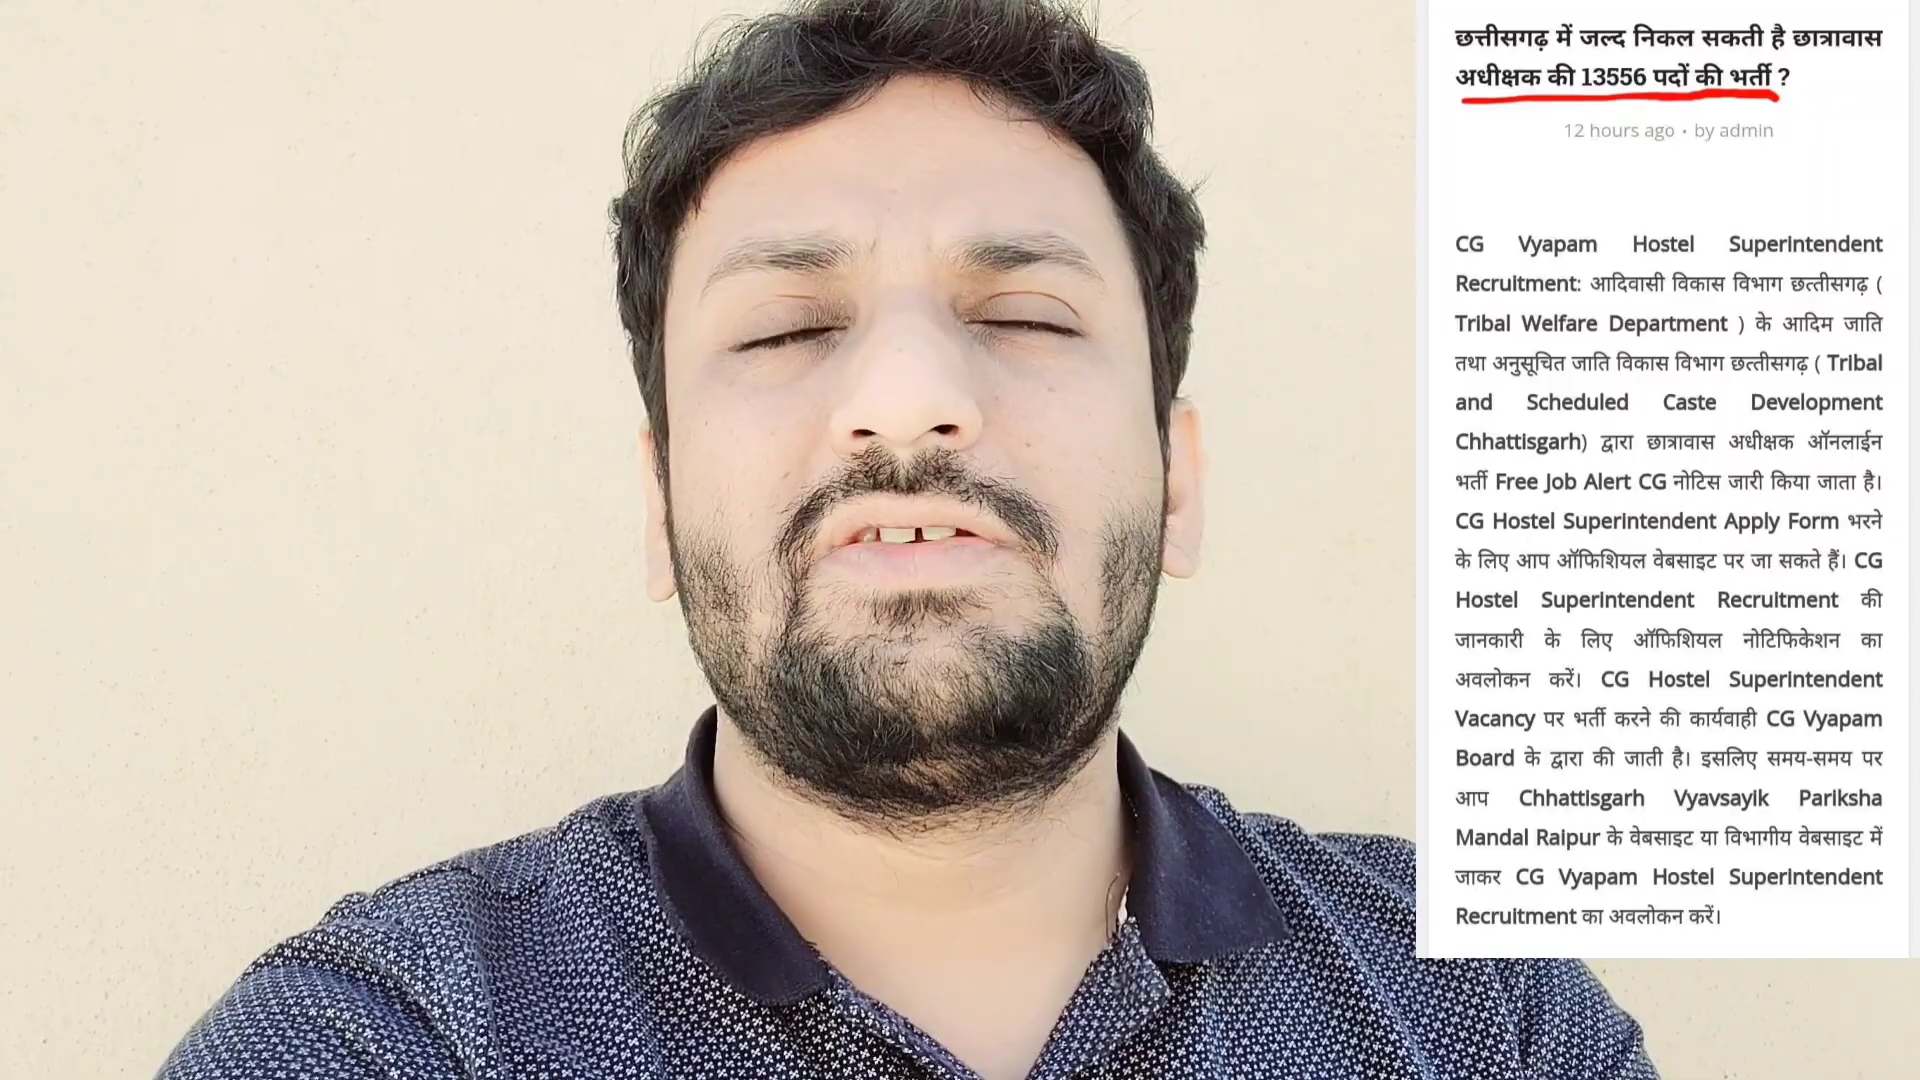 छत्तीसगढ़ में जल्द निकल सकती है छात्रावास
अधीक्षक की 13556 पदों की भर्ती ?
12 hours ago • by admin
CG Vyapam Hostel Superintendent
Recruitment: आदिवासी विकास विभाग छत्तीसगढ़ (
Tribal Welfare Department ) के आदिम जाति
तथा अनुसूचित जाति विकास विभाग छत्तीसगढ़ ( Tribal
and Scheduled Caste Development
Chhattisgarh) द्वारा छात्रावास अधीक्षक ऑनलाईन
भर्ती Free Job Alert CG नोटिस जारी किया जाता है।
CG Hostel Superintendent Apply Form भरने
के लिए आप ऑफिशियल वेबसाइट पर जा सकते हैं। CG
Hostel Superintendent Recruitment की
जानकारी के लिए ऑफिशियल नोटिफिकेशन का
अवलोकन करें। CG Hostel Superintendent
Vacancy पर भर्ती करने की कार्यवाही CG Vyapam
Board के द्वारा की जाती है। इसलिए समय-समय पर
आप Chhattisgarh Vyavsayik Pariksha
Mandal Raipur के वेबसाइट या विभागीय वेबसाइट में
जाकर CG Vyapam Hostel Superintendent
Recruitment का अवलोकन करें।